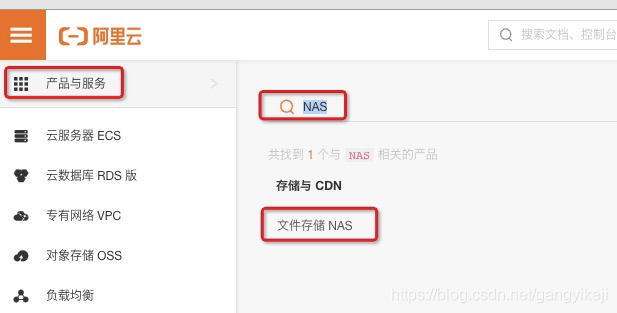 阿里云
搜索文档、控制台
产品与服务
NAS
云服务器 ECS
共找到 1 个与 NAS 相关的产品
云数据库 RDS 版
存储与 CDN
专有网络 VPC
文件存储 NAS
对象存储 OSS
负载均衡
https://blog.csdn.net/gangyikeji